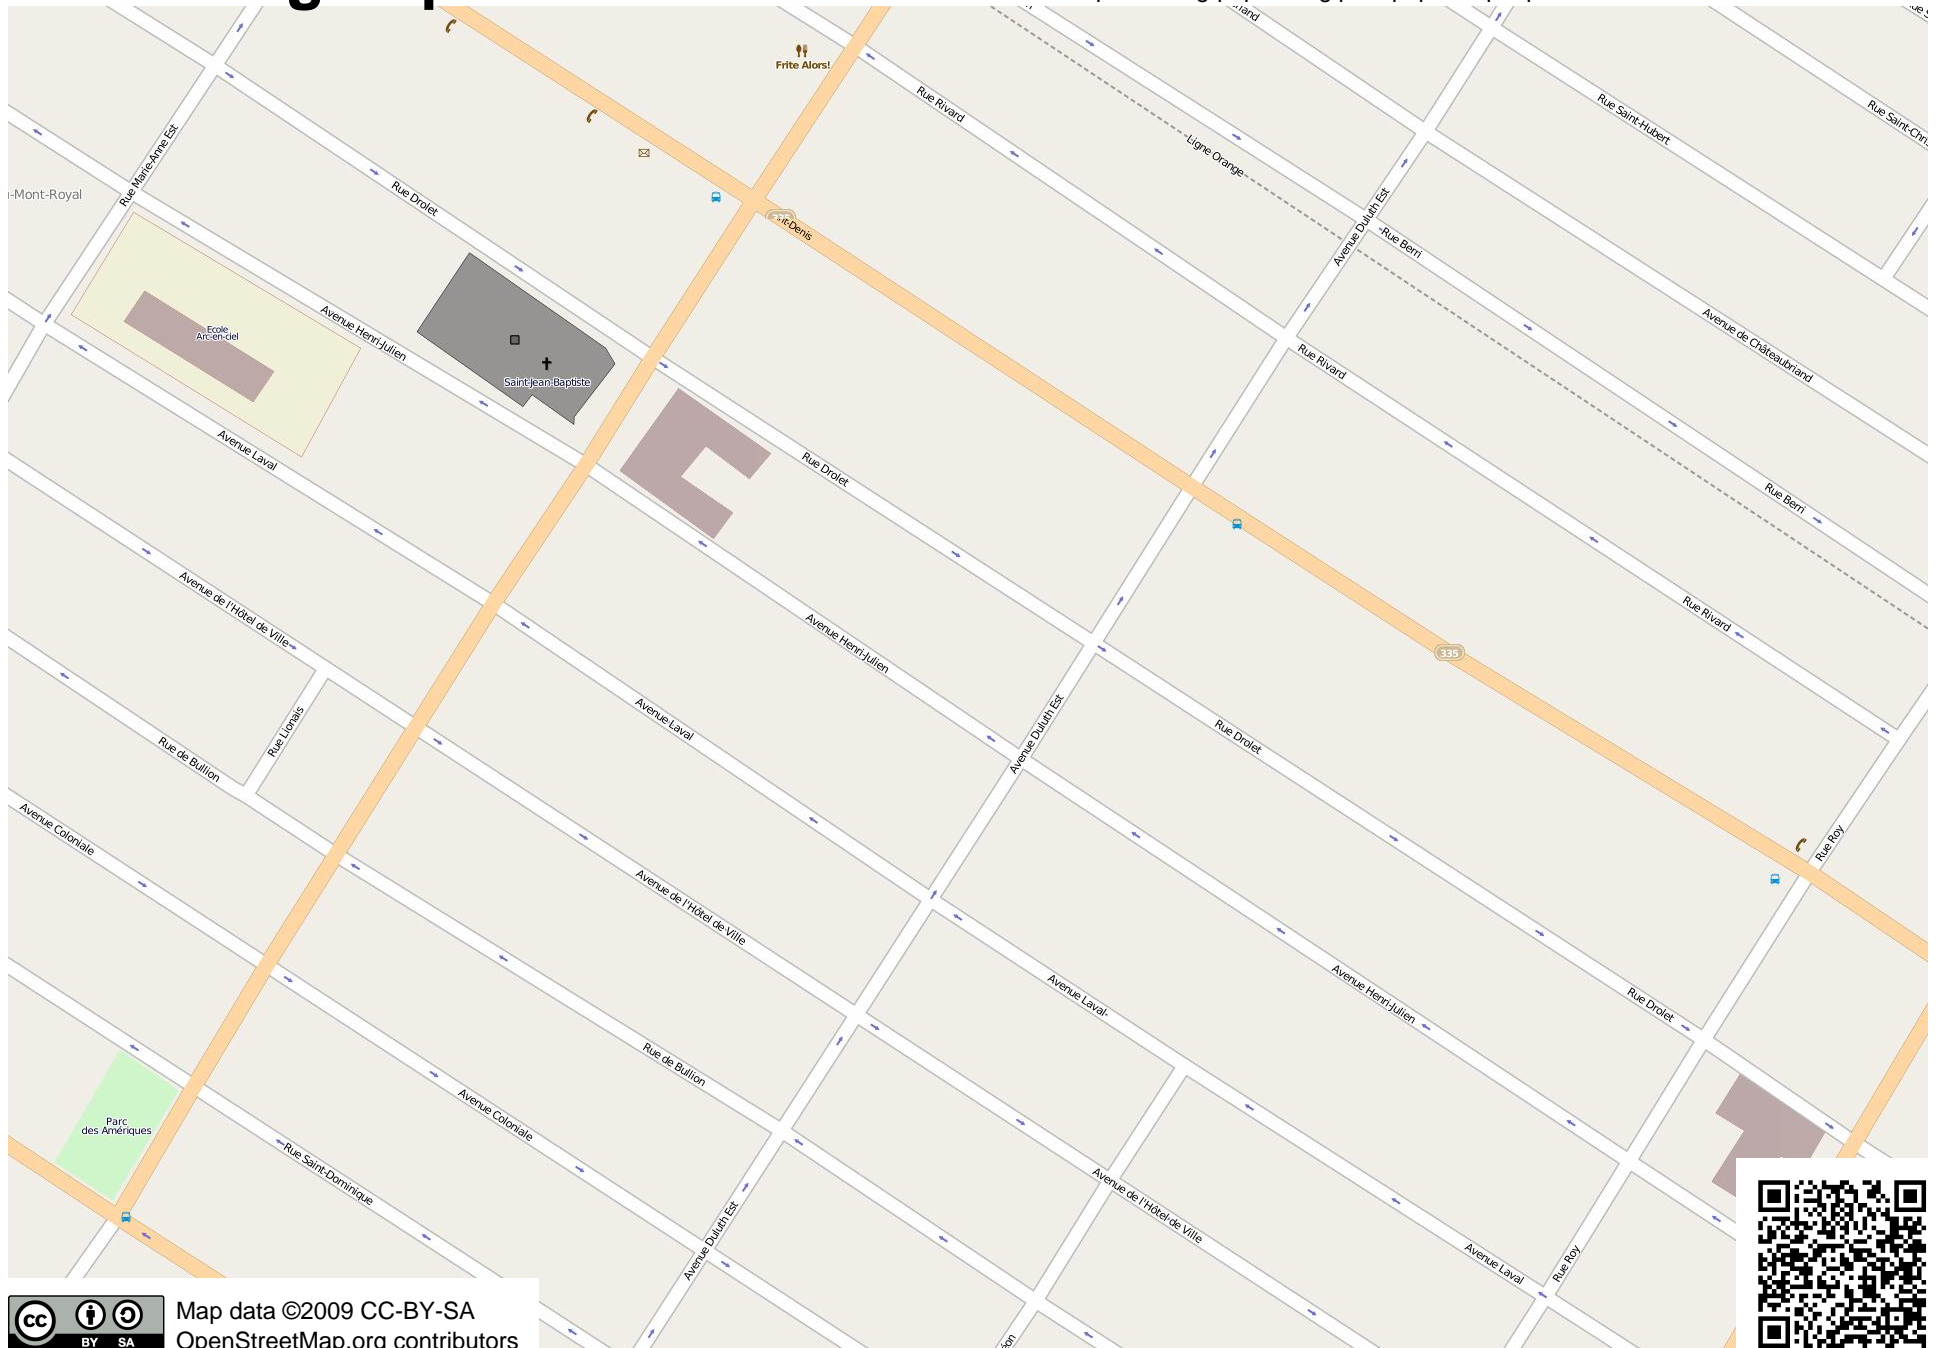 Frite Alors!
Rue Rivard
Rue Saint-Hubert
Ligne Orange
Rue Marie-Anne Est
-Mont-Royal
Rue Drolet
335
Avenue Duluth Est
Rue Berri
Ecole
Arc-en-ciel
Avenue Henri-Julien
Saint-Jean-Baptiste
Avenue de Châteaubriand
Rue Rivard
Avenue Laval
Rue Drolet
Rue Berri
Avenue de l'Hôtel de Ville
Avenue Henri-Julien
Rue Rivard
335
Rue Lionais
Avenue Laval
Avenue Duluth Est
Rue Drolet
Rue de Bullion
Avenue Coloniale
Rue Roy
Avenue de l'Hôtel de Ville
Avenue Laval
Avenue Henri-Julien
Rue Drolet
Rue de Bullion
Avenue Coloniale
Parc
des Amériques
Rue Saint-Dominique
Avenue de l'Hôtel de Ville
Avenue Duluth Est
Avenue Laval
Rue Roy
cc
BY SA
Map data ©2009 CC-BY-SA
OpenStreetMap.org contributors